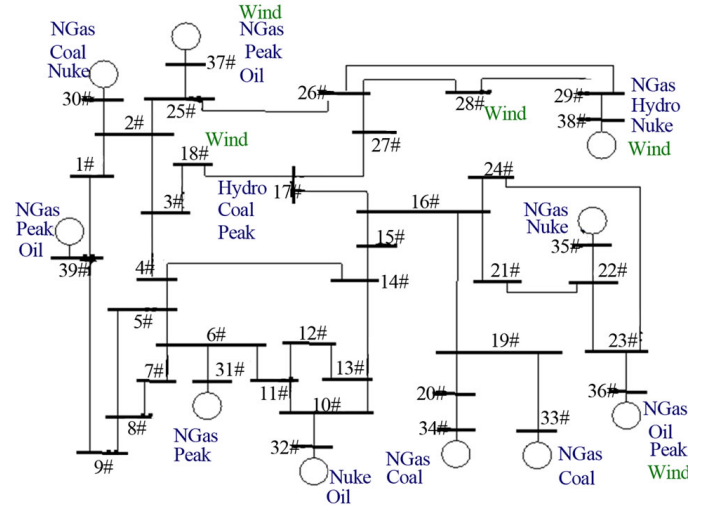 Wind
NGas
Coal
Nuke
30#
NGas
Peak
Oil
37#
25#
26#
28#
Wind
29#
38#
NGas
Hydro
Nuke
Wind
2#
1#
18#
Wind
27#
24#
3#
Hydro
Coal
Peak
17#
16#
NGas
Nuke
35#
NGas
Peak
Oil
39#
15#
4#
14#
21#
22#
5#
6#
12#
19#
23#
7#
31#
11#
13#
20#
36#
8#
10#
33#
NGas
Oil
Peak
Wind
9#
NGas
Peak
32#
Nuke
Oil
34#
NGas
Coal
NGas
Coal